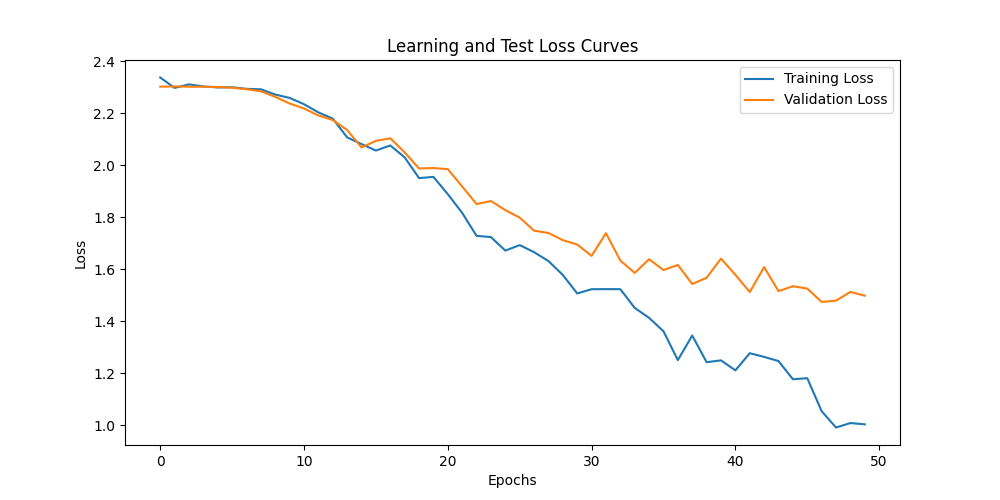 Learning and Test Loss Curves
Training Loss
Validation Loss
2.4
2.2
2.0
1.8
1.6
1.4
1.2
1.0
Loss
0 10 20 30 40 50
Epochs